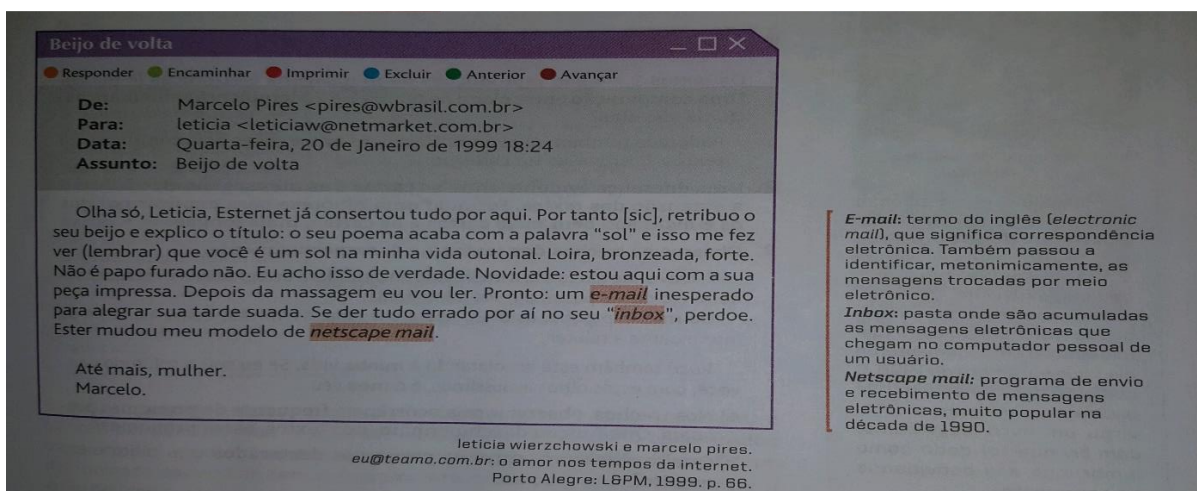 Beijo de volta
Responder Encaminhar Imprimir Excluir Anterior Avançar
De: Marcelo Pires <pires@wbrasil.com.br>
Para: leticia <leticiaw@netmarket.com.br>
Data: Quarta-feira, 20 de Janeiro de 1999 18:24
Assunto: Beijo de volta
Olha só, Leticia, Esternet já consertou tudo por aqui. Por tanto [sic], retribuo o
seu beijo e explico o título: o seu poema acaba com a palavra "sol" e isso me fez
ver (lembrar) que você é um sol na minha vida outonal. Loira, bronzeada, forte.
Não é papo furado não. Eu acho isso de verdade. Novidade: estou aqui com a sua
peça impressa. Depois da massagem eu vou ler. Pronto: um e-mail inesperado
para alegrar sua tarde suada. Se der tudo errado por aí no seu "inbox", perdoe.
Ester mudou meu modelo de netscape mail.
Até mais, mulher.
Marcelo.
leticia wierzchowski e marcelo pires.
eu@teamo.com.br: o amor nos tempos da internet.
Porto Alegre: L&PM, 1999. p. 66.
E-mail: termo do inglês (electronic
mail), que significa correspondência
eletrônica. Também passou a
identificar, metonimicamente, as
mensagens trocadas por meio
eletrônico.
Inbox: pasta onde são acumuladas
as mensagens eletrônicas que
chegam no computador pessoal de
um usuário.
Netscape mail: programa de envio
e recebimento de mensagens
eletrônicas, muito popular na
década de 1990.